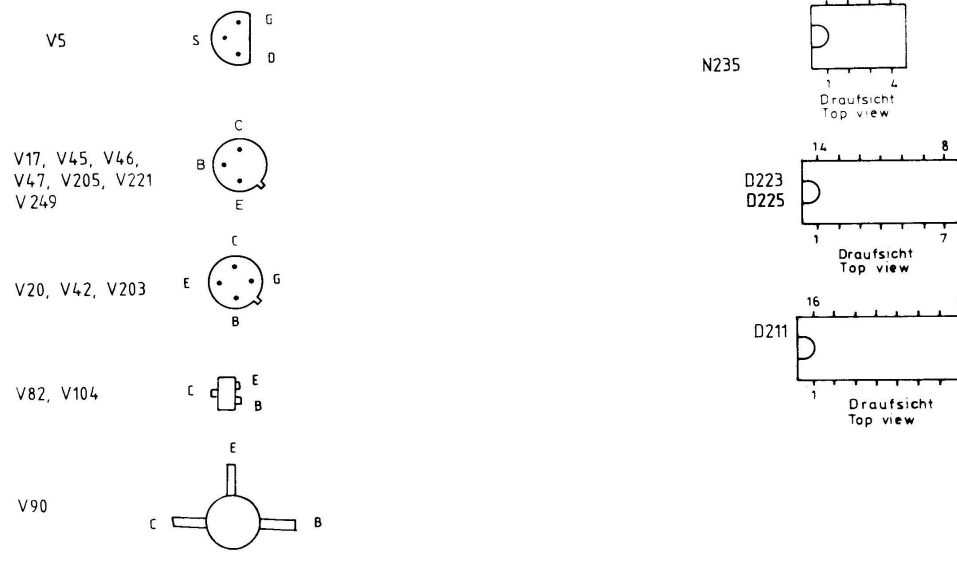 V5
S
G
D
V17, V45, V46,
V47, V205, V221
V249
C
B
E
V20, V42, V203
C
E
G
B
V82, V104
C
E
B
V90
E
C
B
N235
1
4
Draufsicht
Top view
14
8
D223
D225
1
7
Draufsicht
Top view
16
D211
1
Draufsicht
Top view